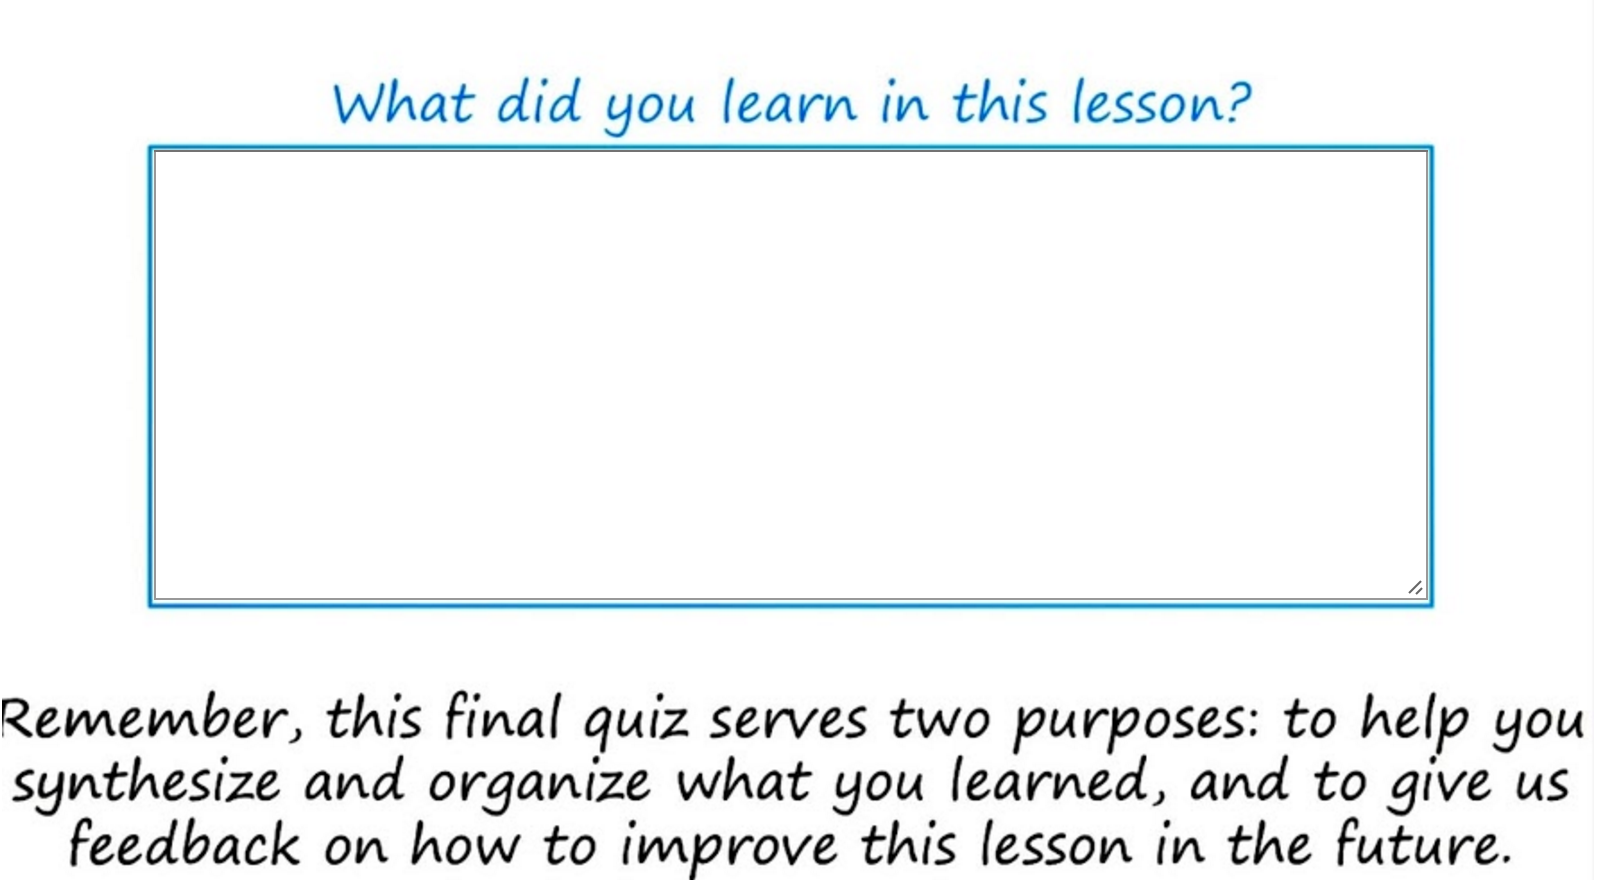 What did you learn in this lesson?
Remember, this final quiz serves two purposes: to help you
synthesize and organize what you learned, and to give us
feedback on how to improve this lesson in the future.